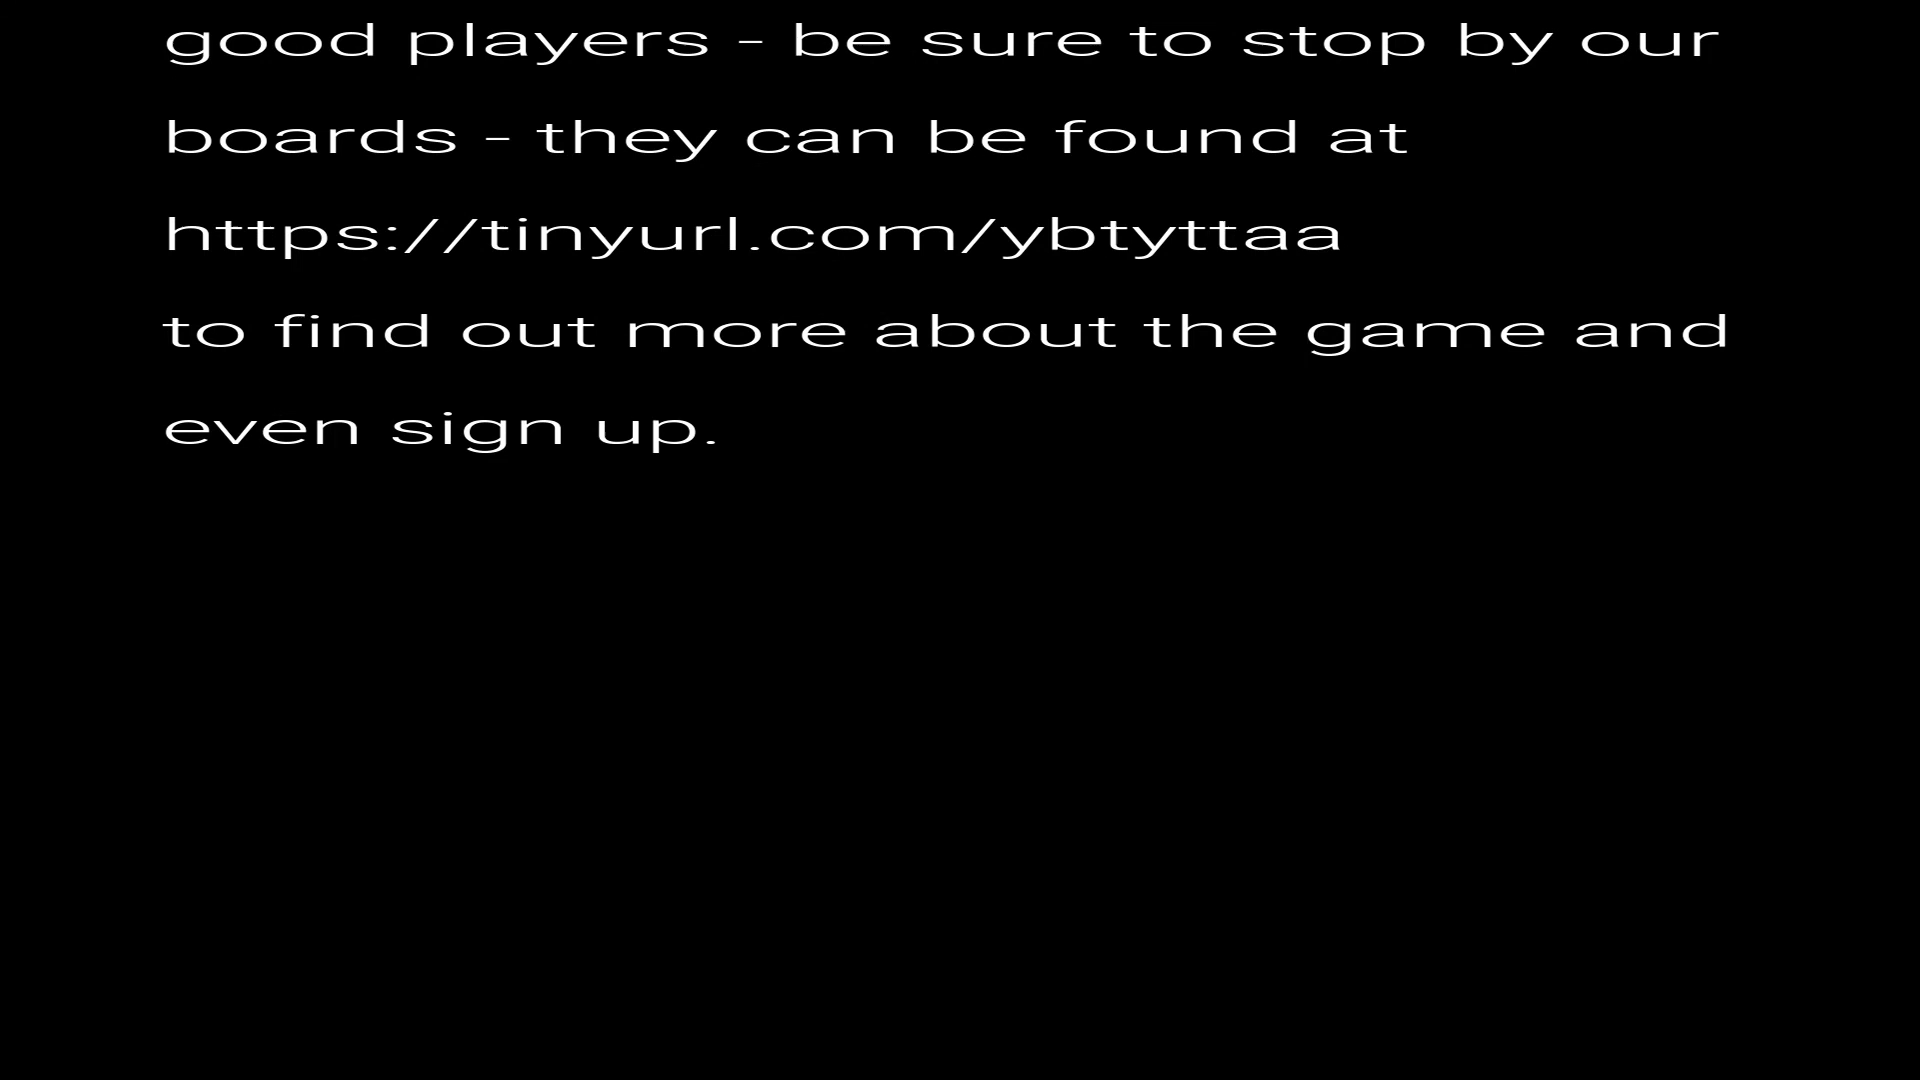 good players - be sure to stop by our
boards - they can be found at
https://tinyurl.com/ybtyttaa
to find out more about the game and
even sign up.